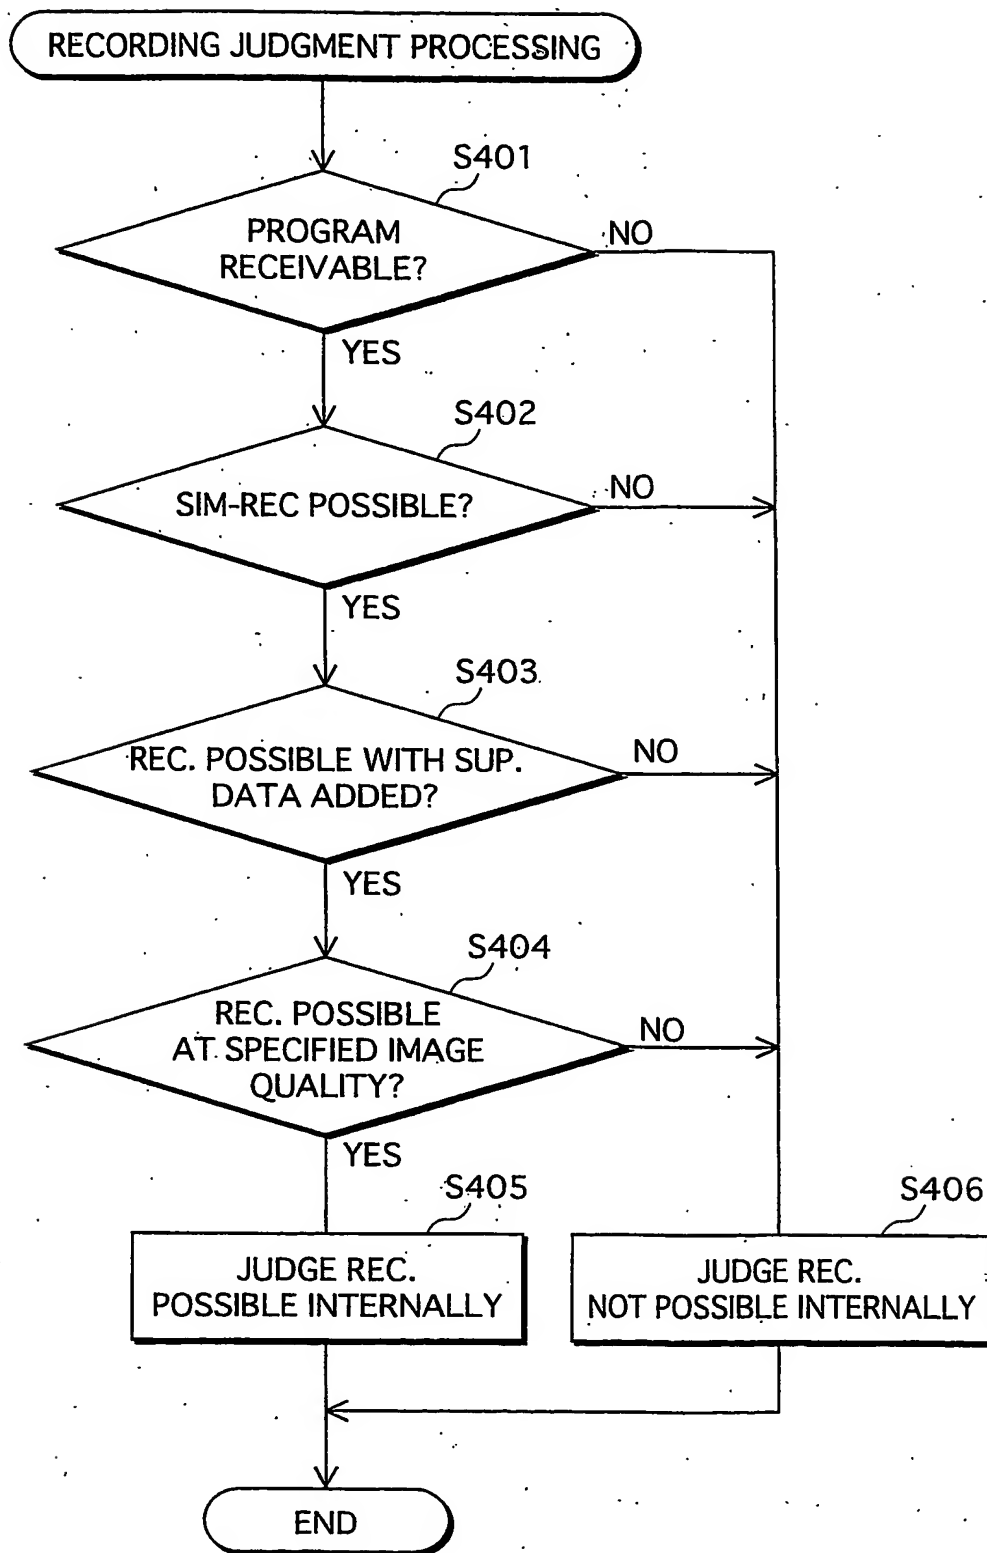 RECORDING JUDGMENT PROCESSING
S401
PROGRAM
RECEIVABLE?
NO
YES
S402
SIM-REC POSSIBLE?
NO
YES
S403
REC. POSSIBLE WITH SUP.
DATA ADDED?
NO
YES
S404
REC. POSSIBLE
AT SPECIFIED IMAGE
QUALITY?
NO
YES
S405
JUDGE REC.
POSSIBLE INTERNALLY
S406
JUDGE REC.
NOT POSSIBLE INTERNALLY
END